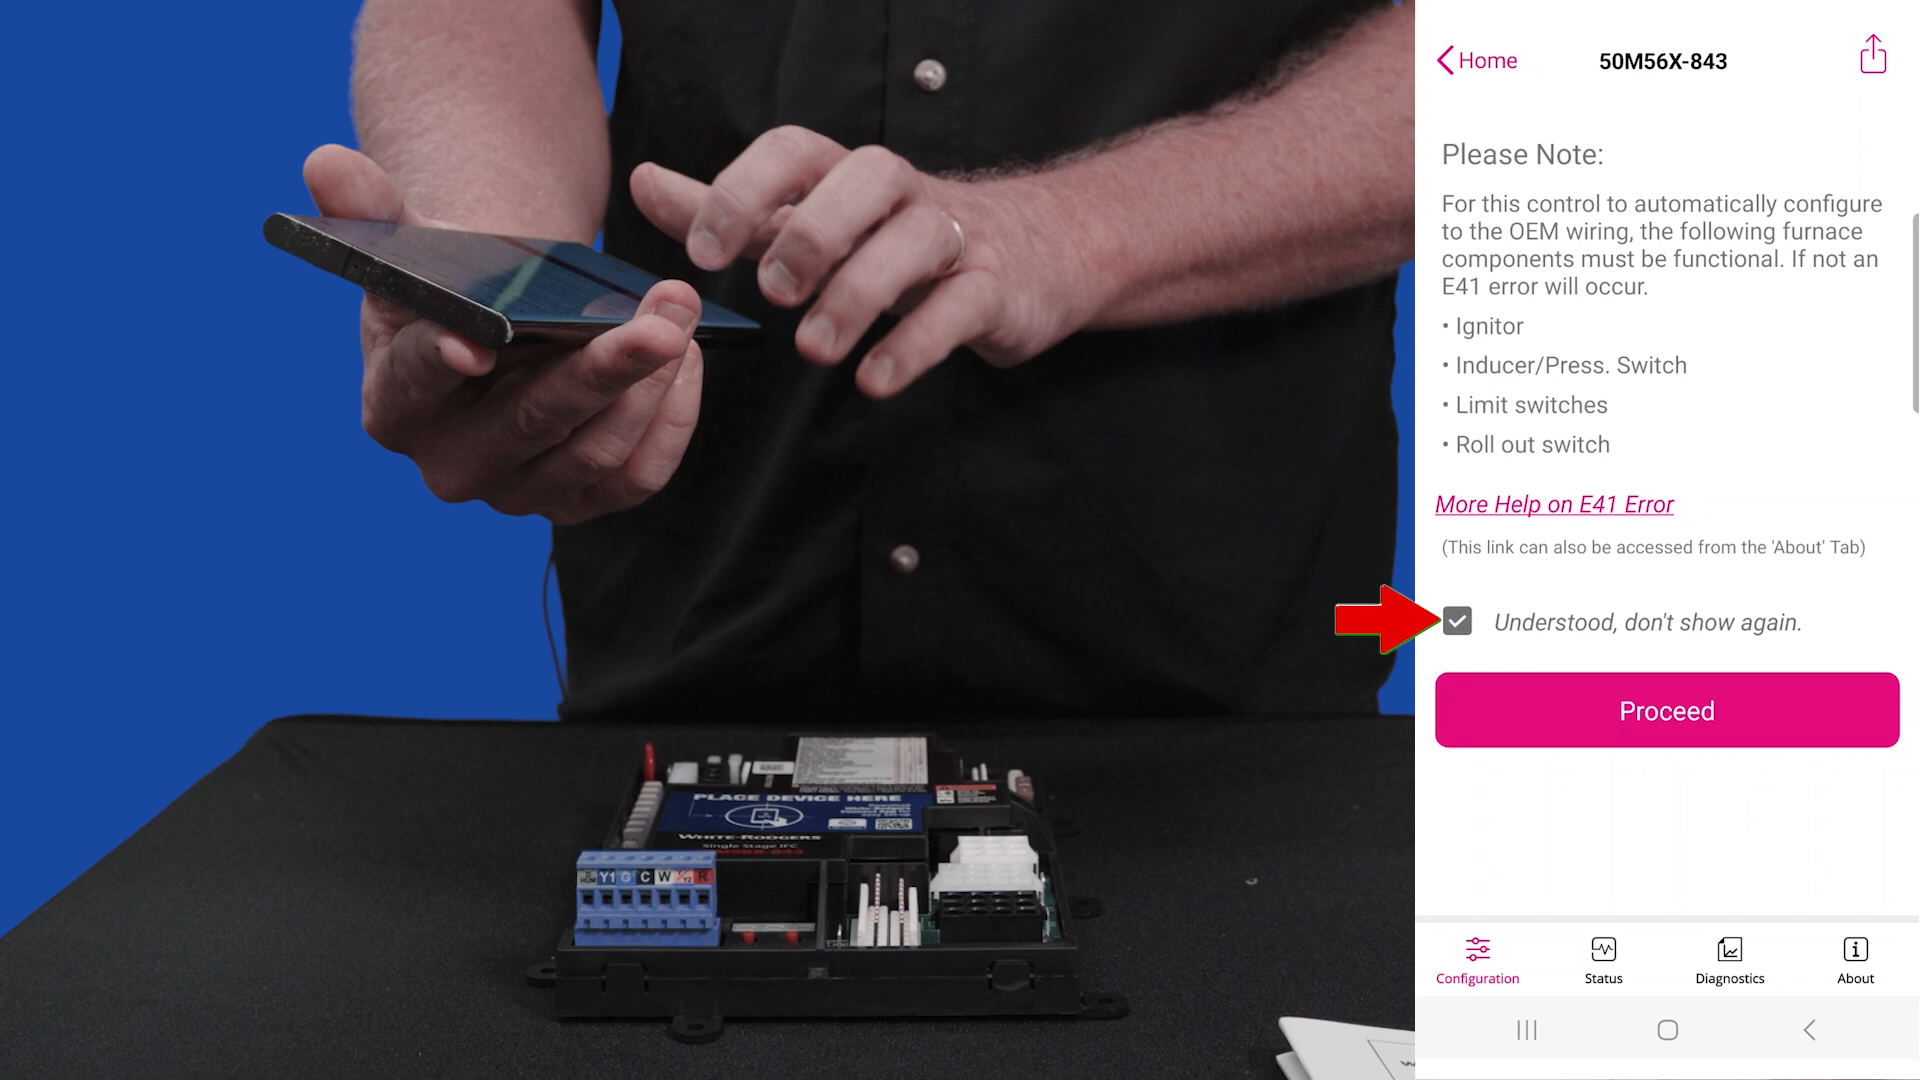 Home
50M56X-843
Please Note:
For this control to automatically configure
to the OEM wiring, the following furnace
components must be functional. If not an
E41 error will occur.
• Ignitor
• Inducer/Press. Switch
• Limit switches
• Roll out switch
More Help on E41 Error
(This link can also be accessed from the 'About' Tab)
Understood, don't show again.
Proceed
Configuration
Status
Diagnostics
About
PLACE DEVICE HERE
WHITE-RODGERS
Single Stage IFC
HUM Y1 G C W Y2 R